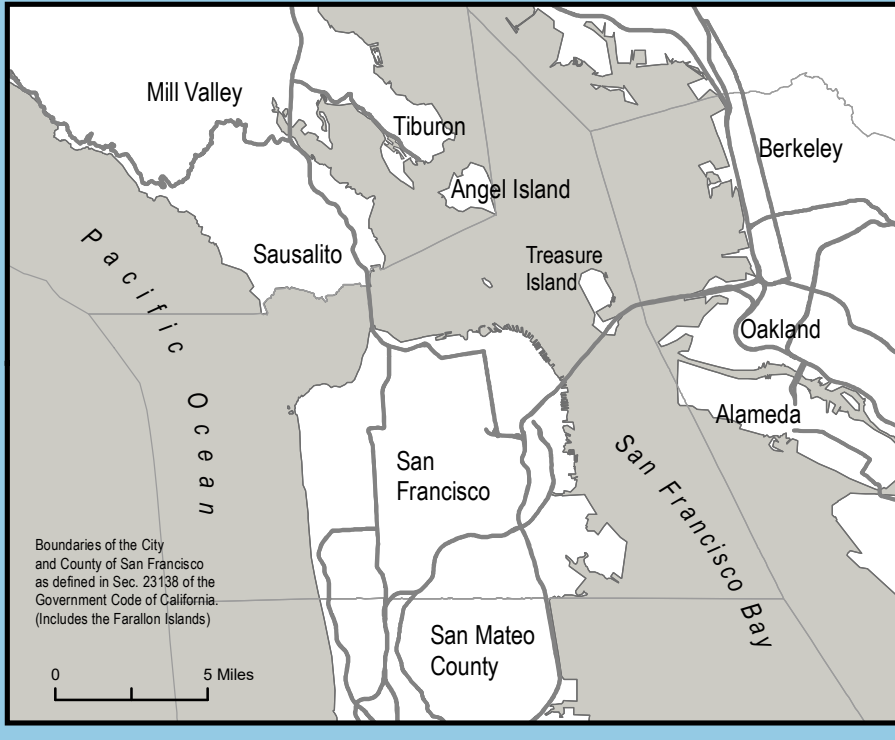 Mill Valley
Tiburon
Berkeley
Angel Island
Sausalito
Treasure
Island
Pacific Ocean
Oakland
Alameda
San
Francisco
San Francisco Bay
Boundaries of the City
and County of San Francisco
as defined in Sec. 23138 of the
Government Code of California.
(Includes the Farallon Islands)
San Mateo
County
0 5 Miles